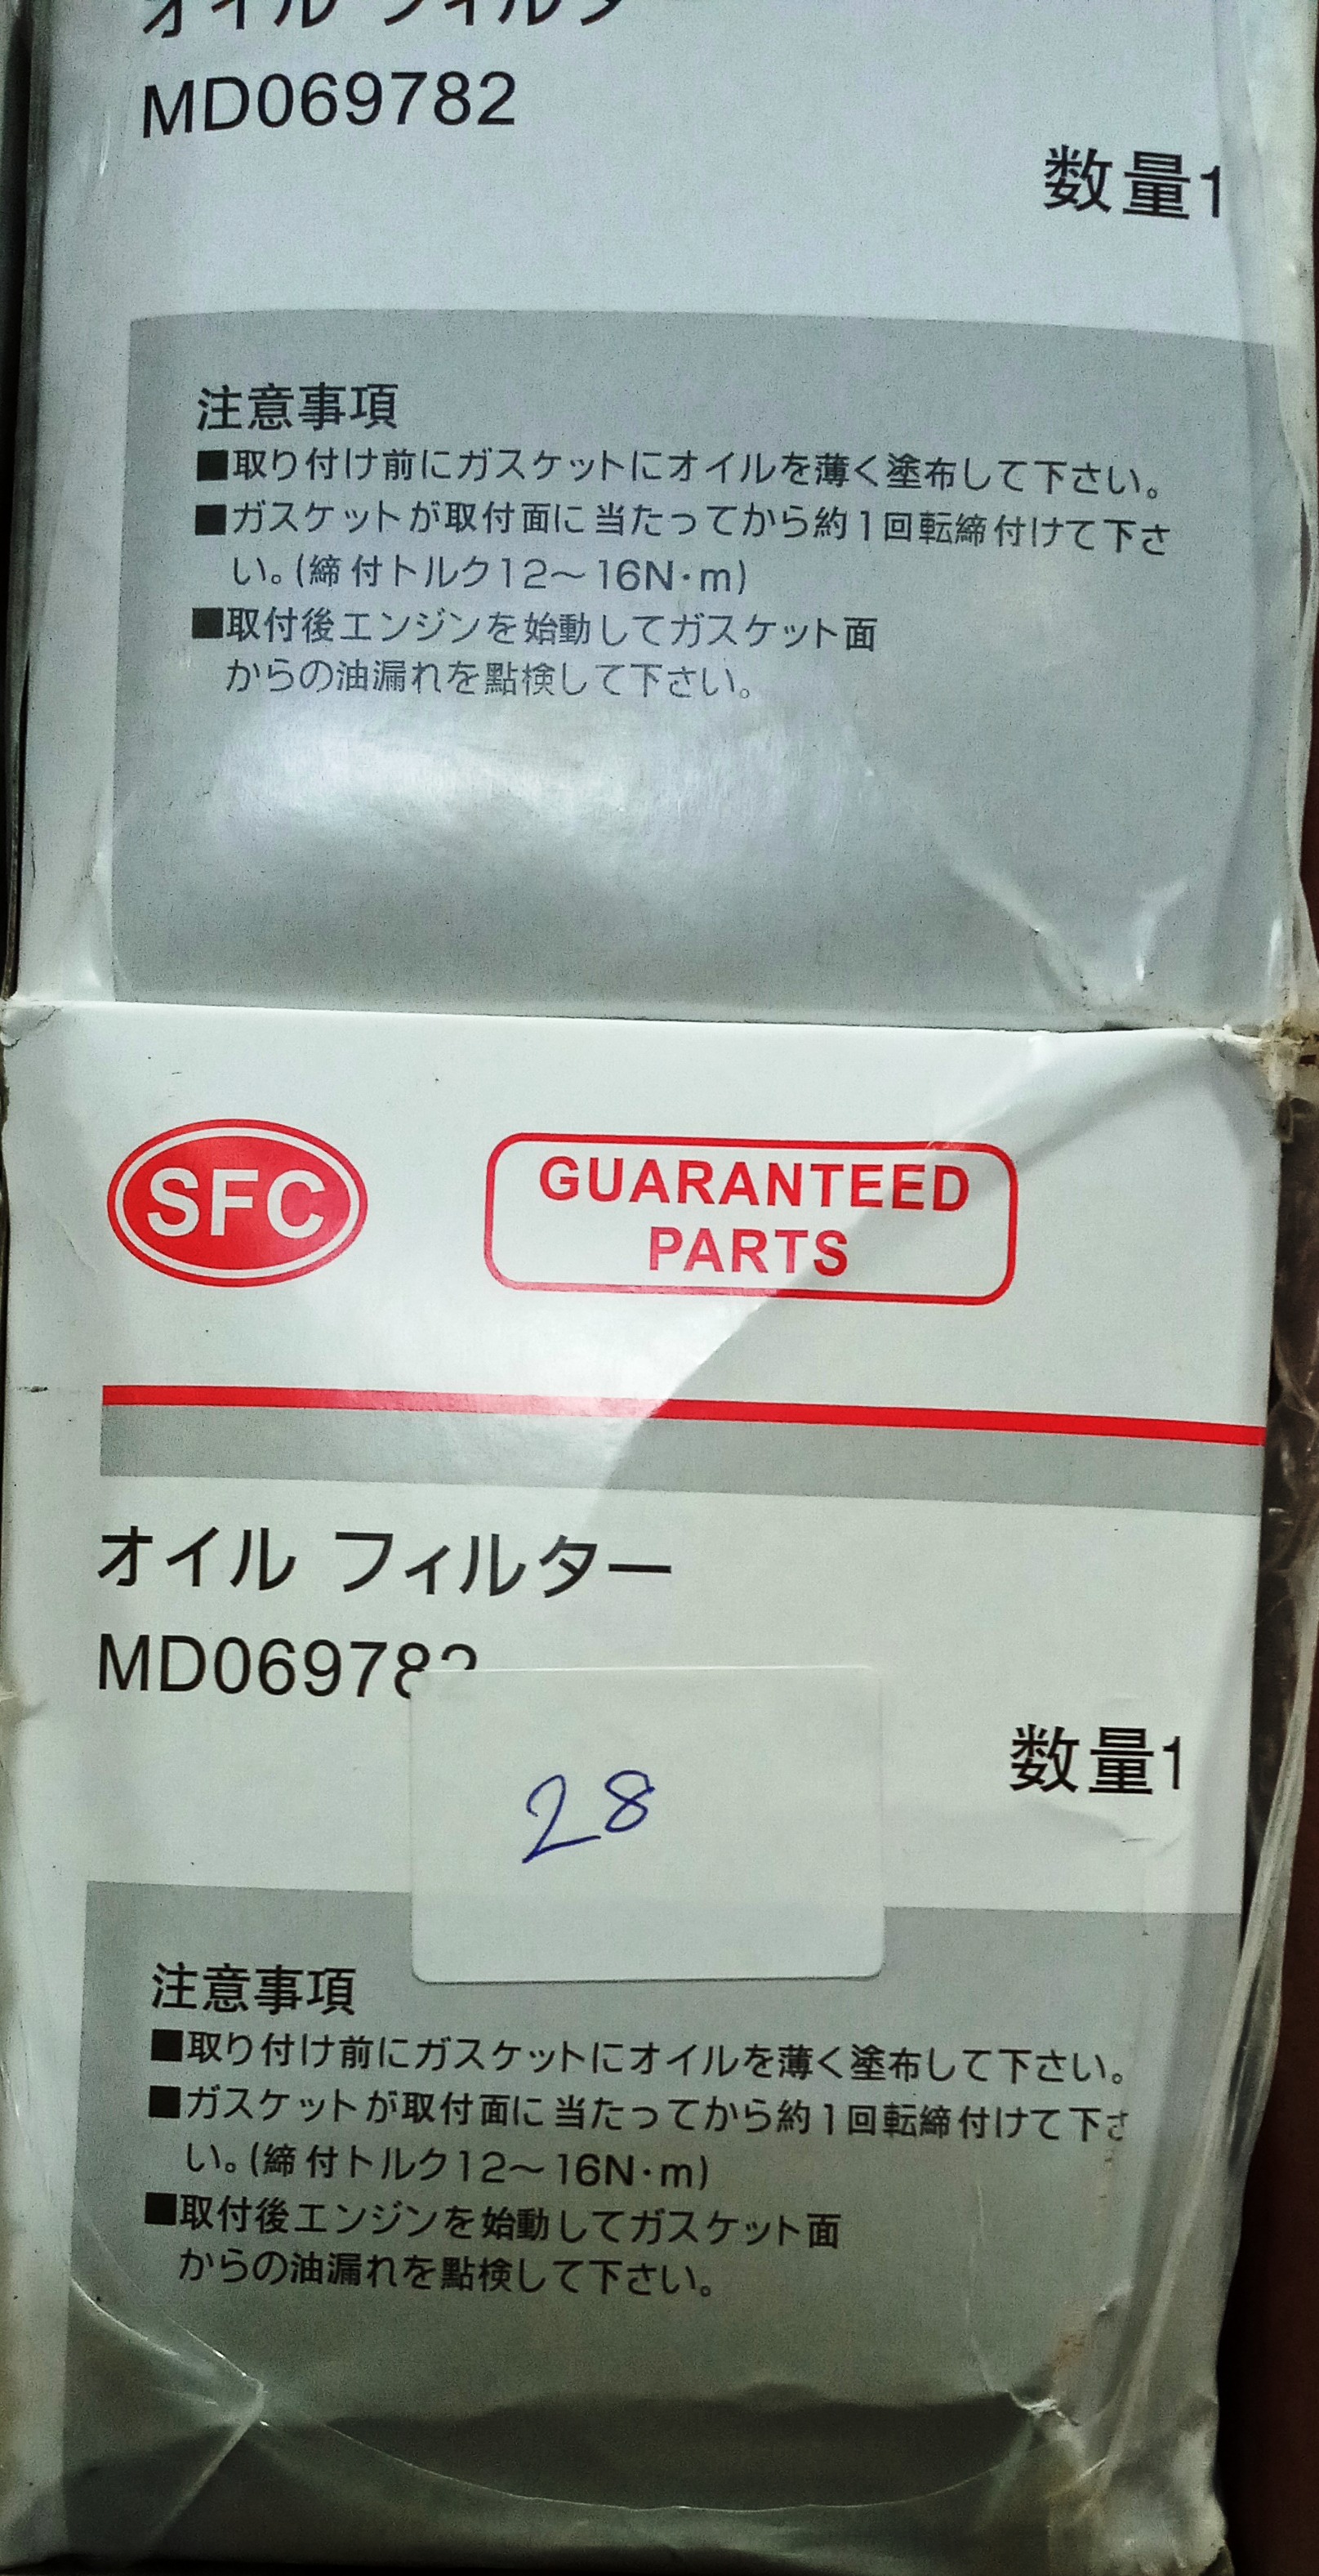 オイル フィルター
MD069782
数量1
注意事項
■取り付け前にガスケットにオイルを薄く塗布して下さい。
■ガスケットが取付面に当たってから約1回転締付けて下さ
い。(締付トルク12〜16N·m)
■取付後エンジンを始動してガスケット面
からの油漏れを點検して下さい。
SFC
GUARANTEED
PARTS
オイル フィルター
MD069782
数量1
28
注意事項
■取り付け前にガスケットにオイルを薄く塗布して下さい。
■ガスケットが取付面に当たってから約1回転締付けて下さ
い。(締付トルク12〜16N·m)
■取付後エンジンを始動してガスケット面
からの油漏れを點検して下さい。